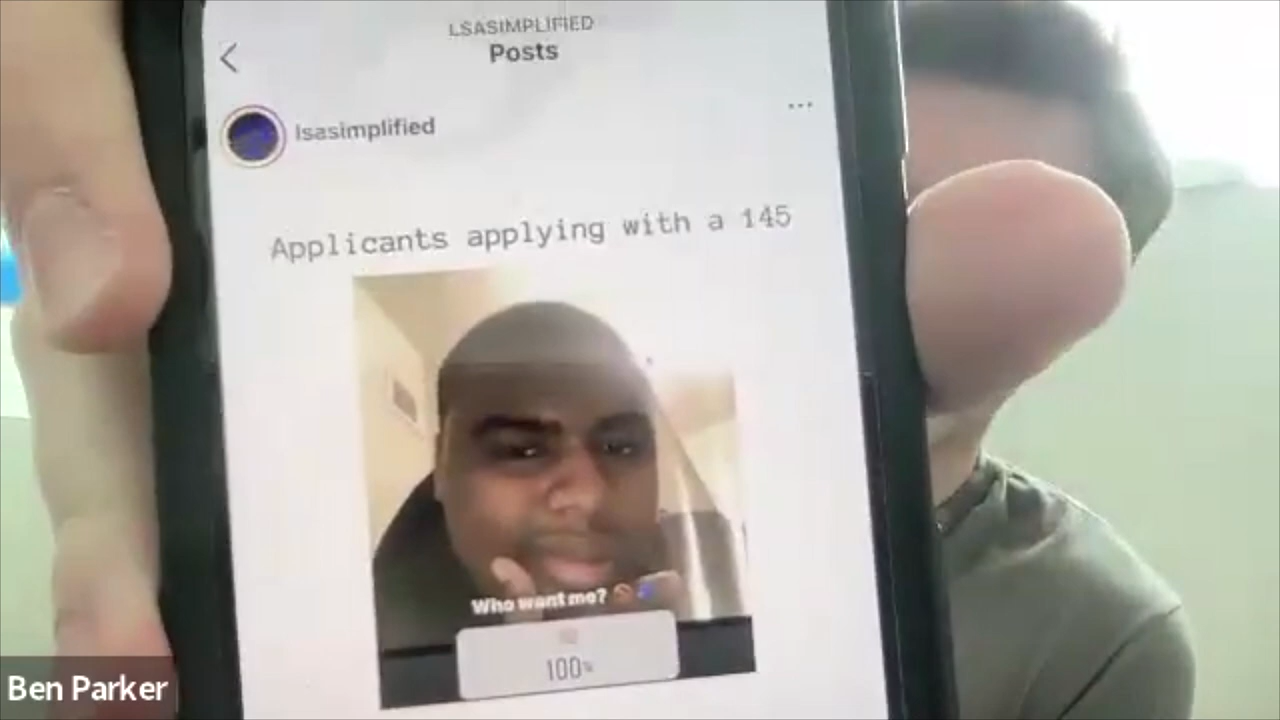 LSASIMPLIFIED
Posts
lsasimplified
Applicants applying with a 145
Who want me?
100%
Ben Parker